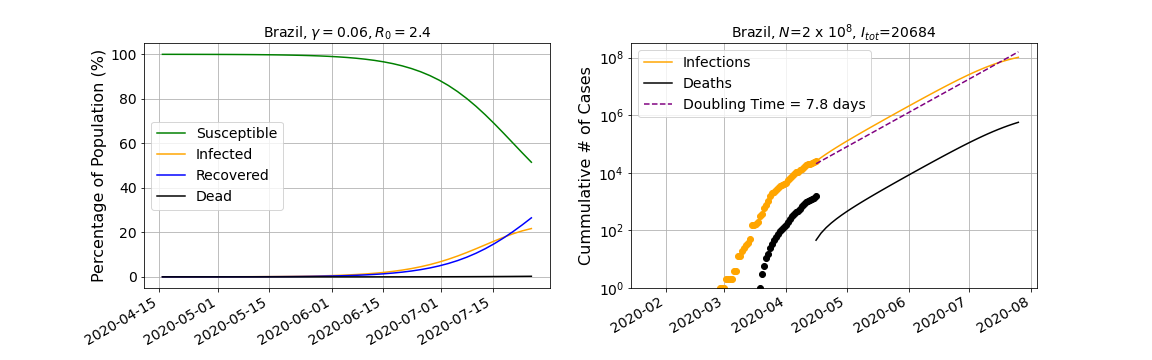 Brazil, γ = 0.06, R₀ = 2.4
Percentage of Population (%)
100
80
60
40
20
0
Susceptible
Infected
Recovered
Dead
2020-04-15
2020-05-01
2020-05-15
2020-06-01
2020-06-15
2020-07-01
2020-07-15
Brazil, N=2 x 10⁸, Iₜₒₜ=20684
Cummulative # of Cases
10⁸
10⁶
10⁴
10²
10⁰
Infections
Deaths
Doubling Time = 7.8 days
2020-02
2020-03
2020-04
2020-05
2020-06
2020-07
2020-08